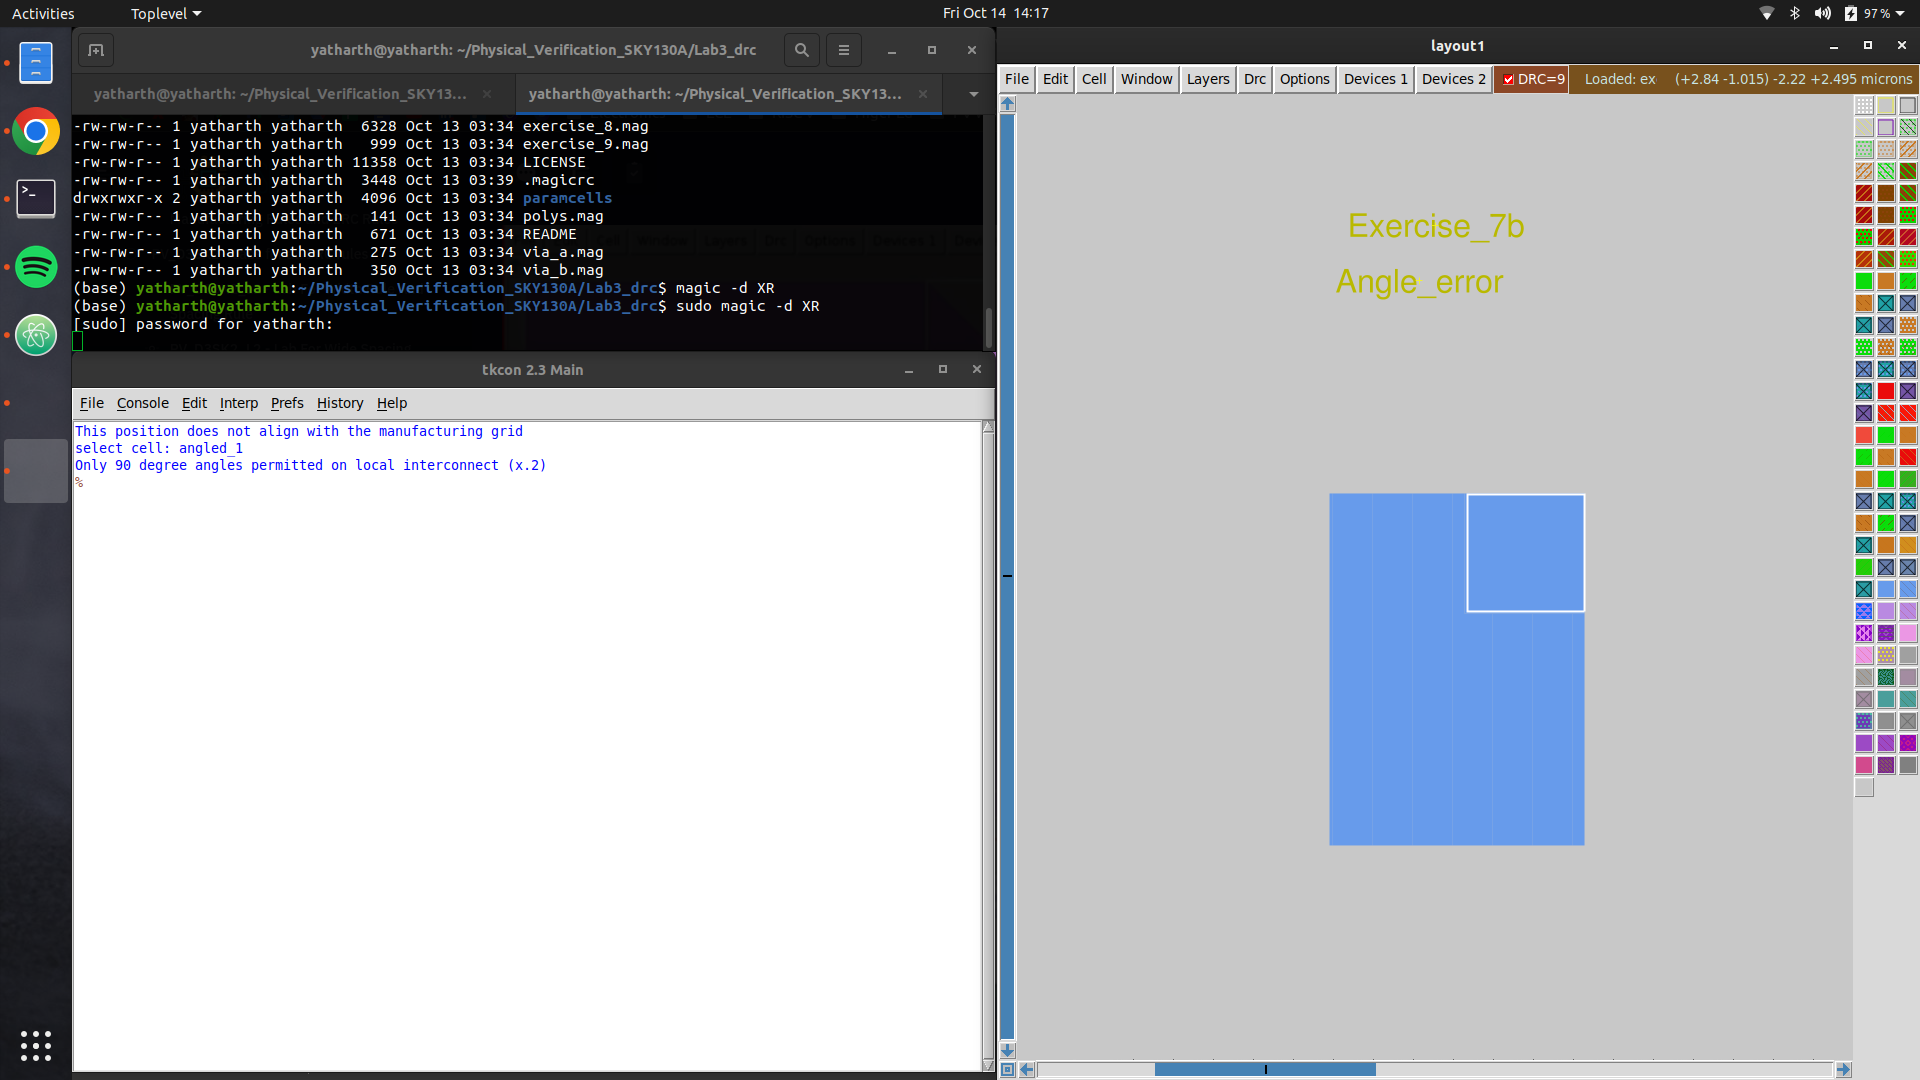 Activities
Toplevel
Fri Oct 14 14:17
97 %
yatharth@yatharth: ~/Physical_Verification_SKY130A/Lab3_drc
yatharth@yatharth: ~/Physical_Verification_SKY13...
yatharth@yatharth: ~/Physical_Verification_SKY13...
-rw-rw-r-- 1 yatharth yatharth  6328 Oct 13 03:34 exercise_8.mag
-rw-rw-r-- 1 yatharth yatharth   999 Oct 13 03:34 exercise_9.mag
-rw-rw-r-- 1 yatharth yatharth 11358 Oct 13 03:34 LICENSE
-rw-rw-r-- 1 yatharth yatharth  3448 Oct 13 03:39 .magicrc
drwxrwxr-x 2 yatharth yatharth  4096 Oct 13 03:34 paramcells
-rw-rw-r-- 1 yatharth yatharth   141 Oct 13 03:34 polys.mag
-rw-rw-r-- 1 yatharth yatharth   671 Oct 13 03:34 README
-rw-rw-r-- 1 yatharth yatharth   275 Oct 13 03:34 via_a.mag
-rw-rw-r-- 1 yatharth yatharth   350 Oct 13 03:34 via_b.mag
(base) yatharth@yatharth:~/Physical_Verification_SKY130A/Lab3_drc$ magic -d XR
(base) yatharth@yatharth:~/Physical_Verification_SKY130A/Lab3_drc$ sudo magic -d XR
[sudo] password for yatharth:
tkcon 2.3 Main
File Console Edit Interp Prefs History Help
This position does not align with the manufacturing grid
select cell: angled_1
Only 90 degree angles permitted on local interconnect (x.2)
%
layout1
File Edit Cell Window Layers Drc Options Devices 1 Devices 2 DRC=9 Loaded: ex (+2.84 -1.015) -2.22 +2.495 microns
Exercise_7b
Angle_error